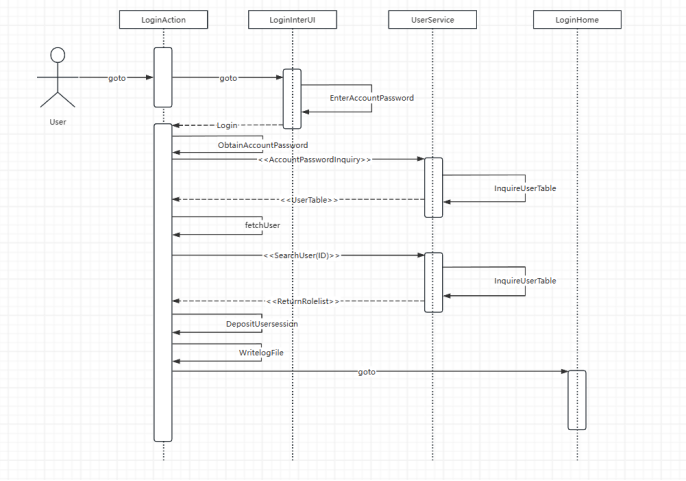 LoginAction
LoginInterUI
UserService
LoginHome
goto
goto
EnterAccountPassword
User
Login
ObtainAccountPassword
<<AccountPasswordInquiry>>
InquireUserTable
<<UserTable>>
fetchUser
<<SearchUser(ID)>>
InquireUserTable
<<ReturnRolelist>>
DepositUsersession
WritelogFile
goto